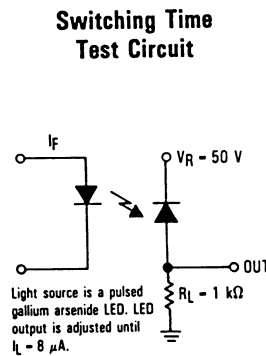 Switching Time
Test Circuit
IF
VR - 50 V
OUT
RL - 1 kΩ
Light source is a pulsed
gallium arsenide LED. LED
output is adjusted until
IL - 8 μA.